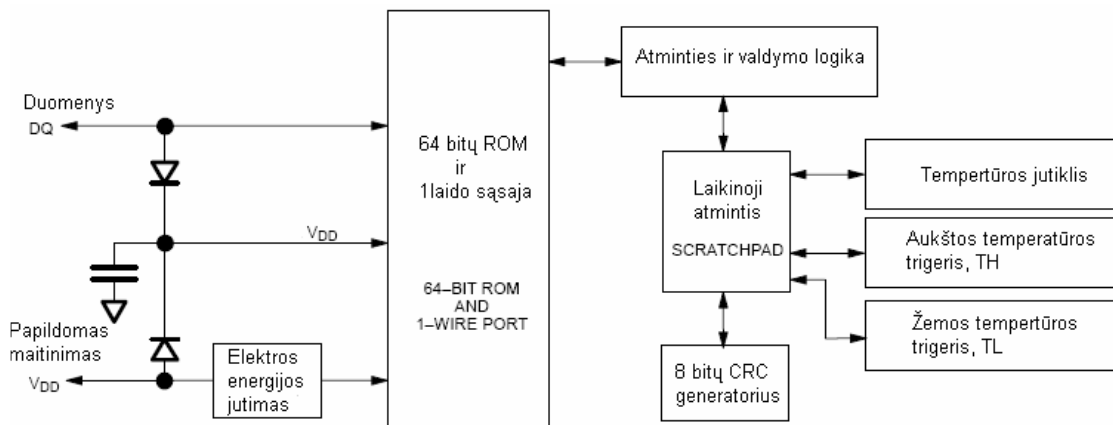 Duomenys
DQ
VDD
Papildomas
maitinimas
VDD
Elektros
energijos
jutimas
64 bitų ROM
ir
1laido sąsaja
64–BIT ROM
AND
1–WIRE PORT
Atminties ir valdymo logika
Laikinoji
atmintis
SCRATCHPAD
8 bitų CRC
generatorius
Tempertūros jutiklis
Aukštos temperatūros
trigeris, TH
Žemos tempertūros
trigeris, TL